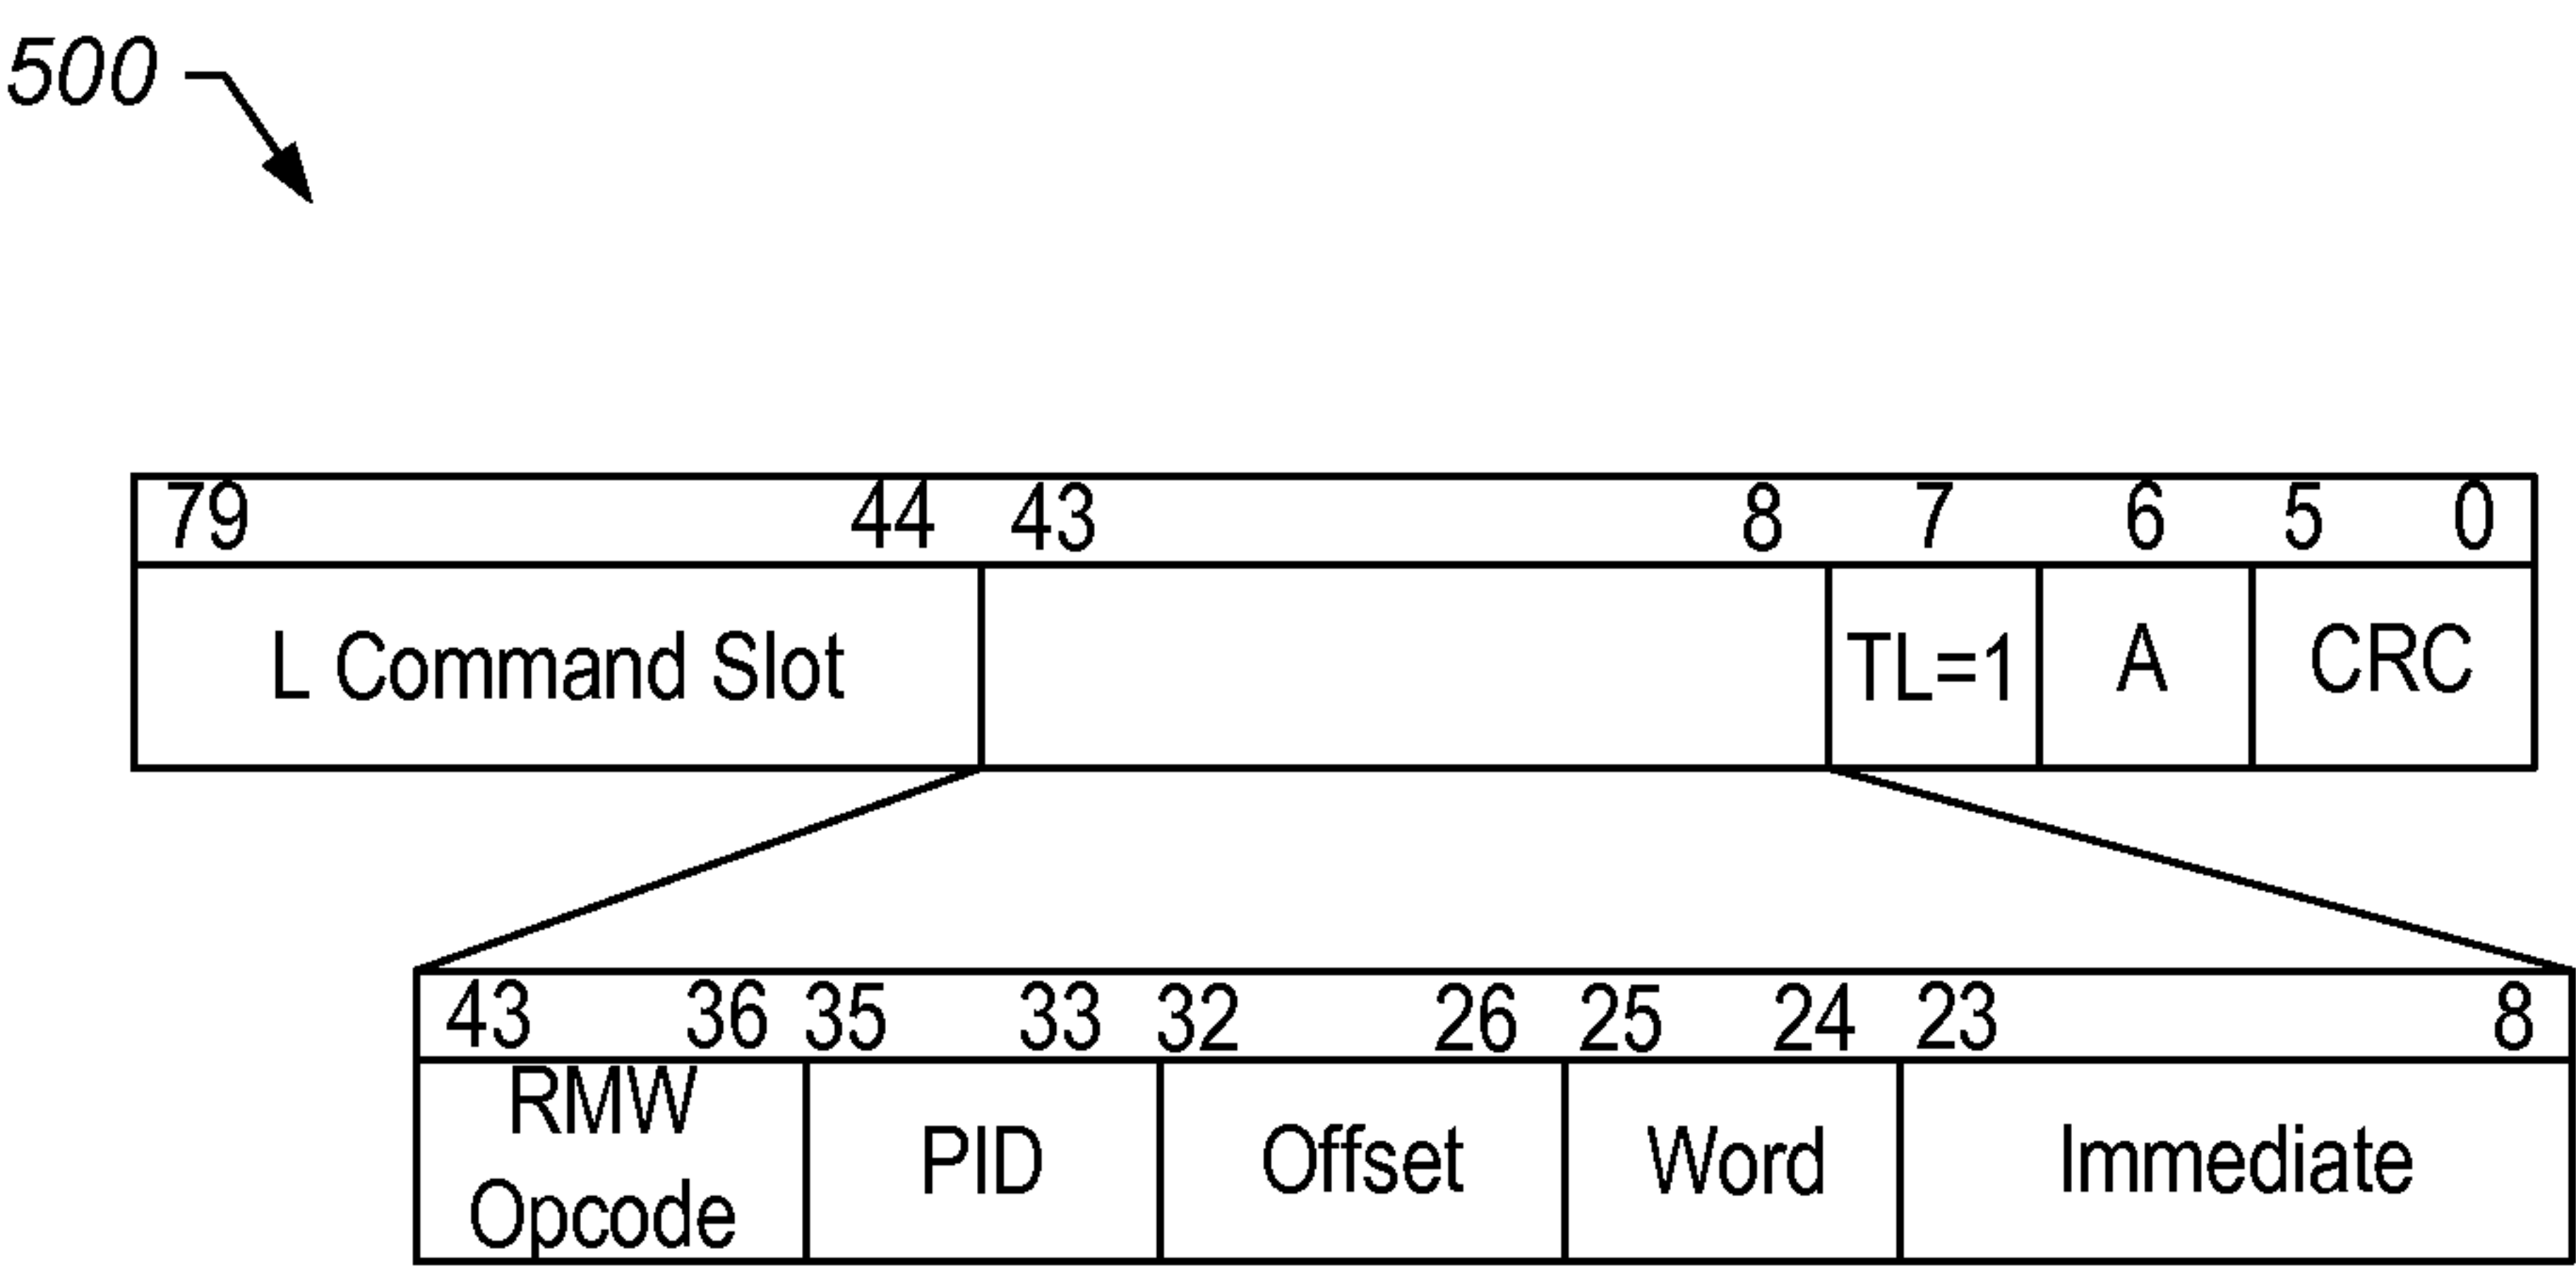 500
79 44 43 8 7 6 5 0
L Command Slot TL=1 A CRC
43 36 35 33 32 26 25 24 23 8
RMW
Opcode PID Offset Word Immediate